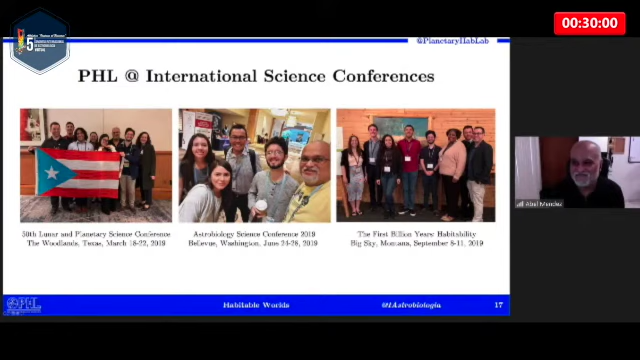 00:30:00
@PlanetaryHabLab
PHL @ International Science Conferences
50th Lunar and Planetary Science Conference
The Woodlands, Texas, March 18-22, 2019
Astrobiology Science Conference 2019
Bellevue, Washington, June 24-28, 2019
The First Billion Years: Habitability
Big Sky, Montana, September 8-11, 2019
Abel Mendez
PHL
Habitable Worlds
@1Astrobiologia
17